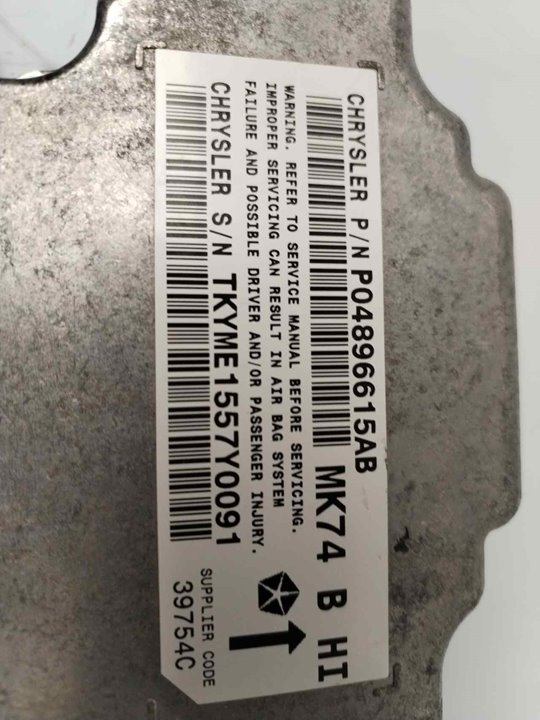 CHRYSLER P/N P04896615AB
MK74 B HI
WARNING. REFER TO SERVICE MANUAL BEFORE SERVICING.
IMPROPER SERVICING CAN RESULT IN AIR BAG SYSTEM
FAILURE AND POSSIBLE DRIVER AND/OR PASSENGER INJURY.
CHRYSLER S/N TKYME1557Y0091
SUPPLIER CODE
39754C